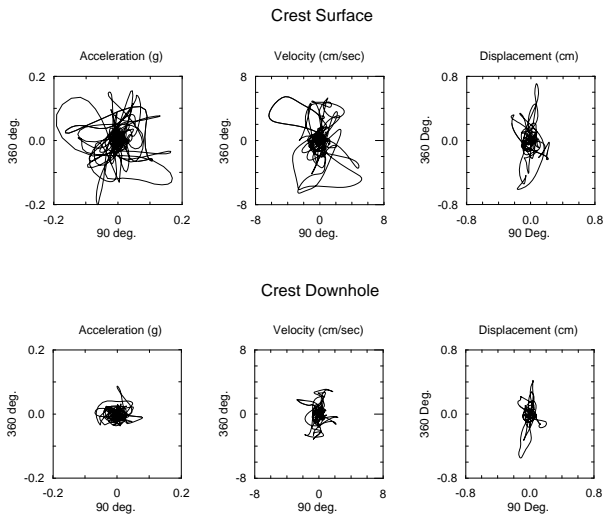 Crest Surface
Acceleration (g) Velocity (cm/sec) Displacement (cm)
0.2 8 0.8
360 deg. 0.0 360 deg. 0.0 360 Deg. 0.0
-0.2 -8 -0.8
-0.2 0 0.2 -8 0 8 -0.8 0.0 0.8
90 deg. 90 deg. 90 Deg.
Crest Downhole
Acceleration (g) Velocity (cm/sec) Displacement (cm)
0.2 8 0.8
360 deg. 0.0 360 deg. 0.0 360 Deg. 0.0
-0.2 -8 -0.8
-0.2 0 0.2 -8 0 8 -0.8 0.0 0.8
90 deg. 90 deg. 90 Deg.